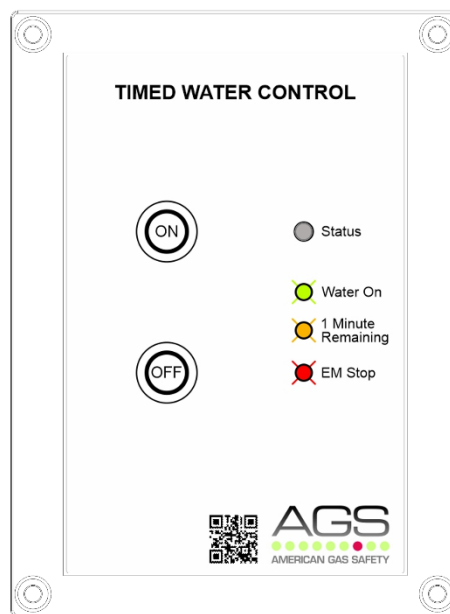 TIMED WATER CONTROL
ON
Status
Water On
1 Minute
Remaining
OFF
EM Stop
AGS
AMERICAN GAS SAFETY